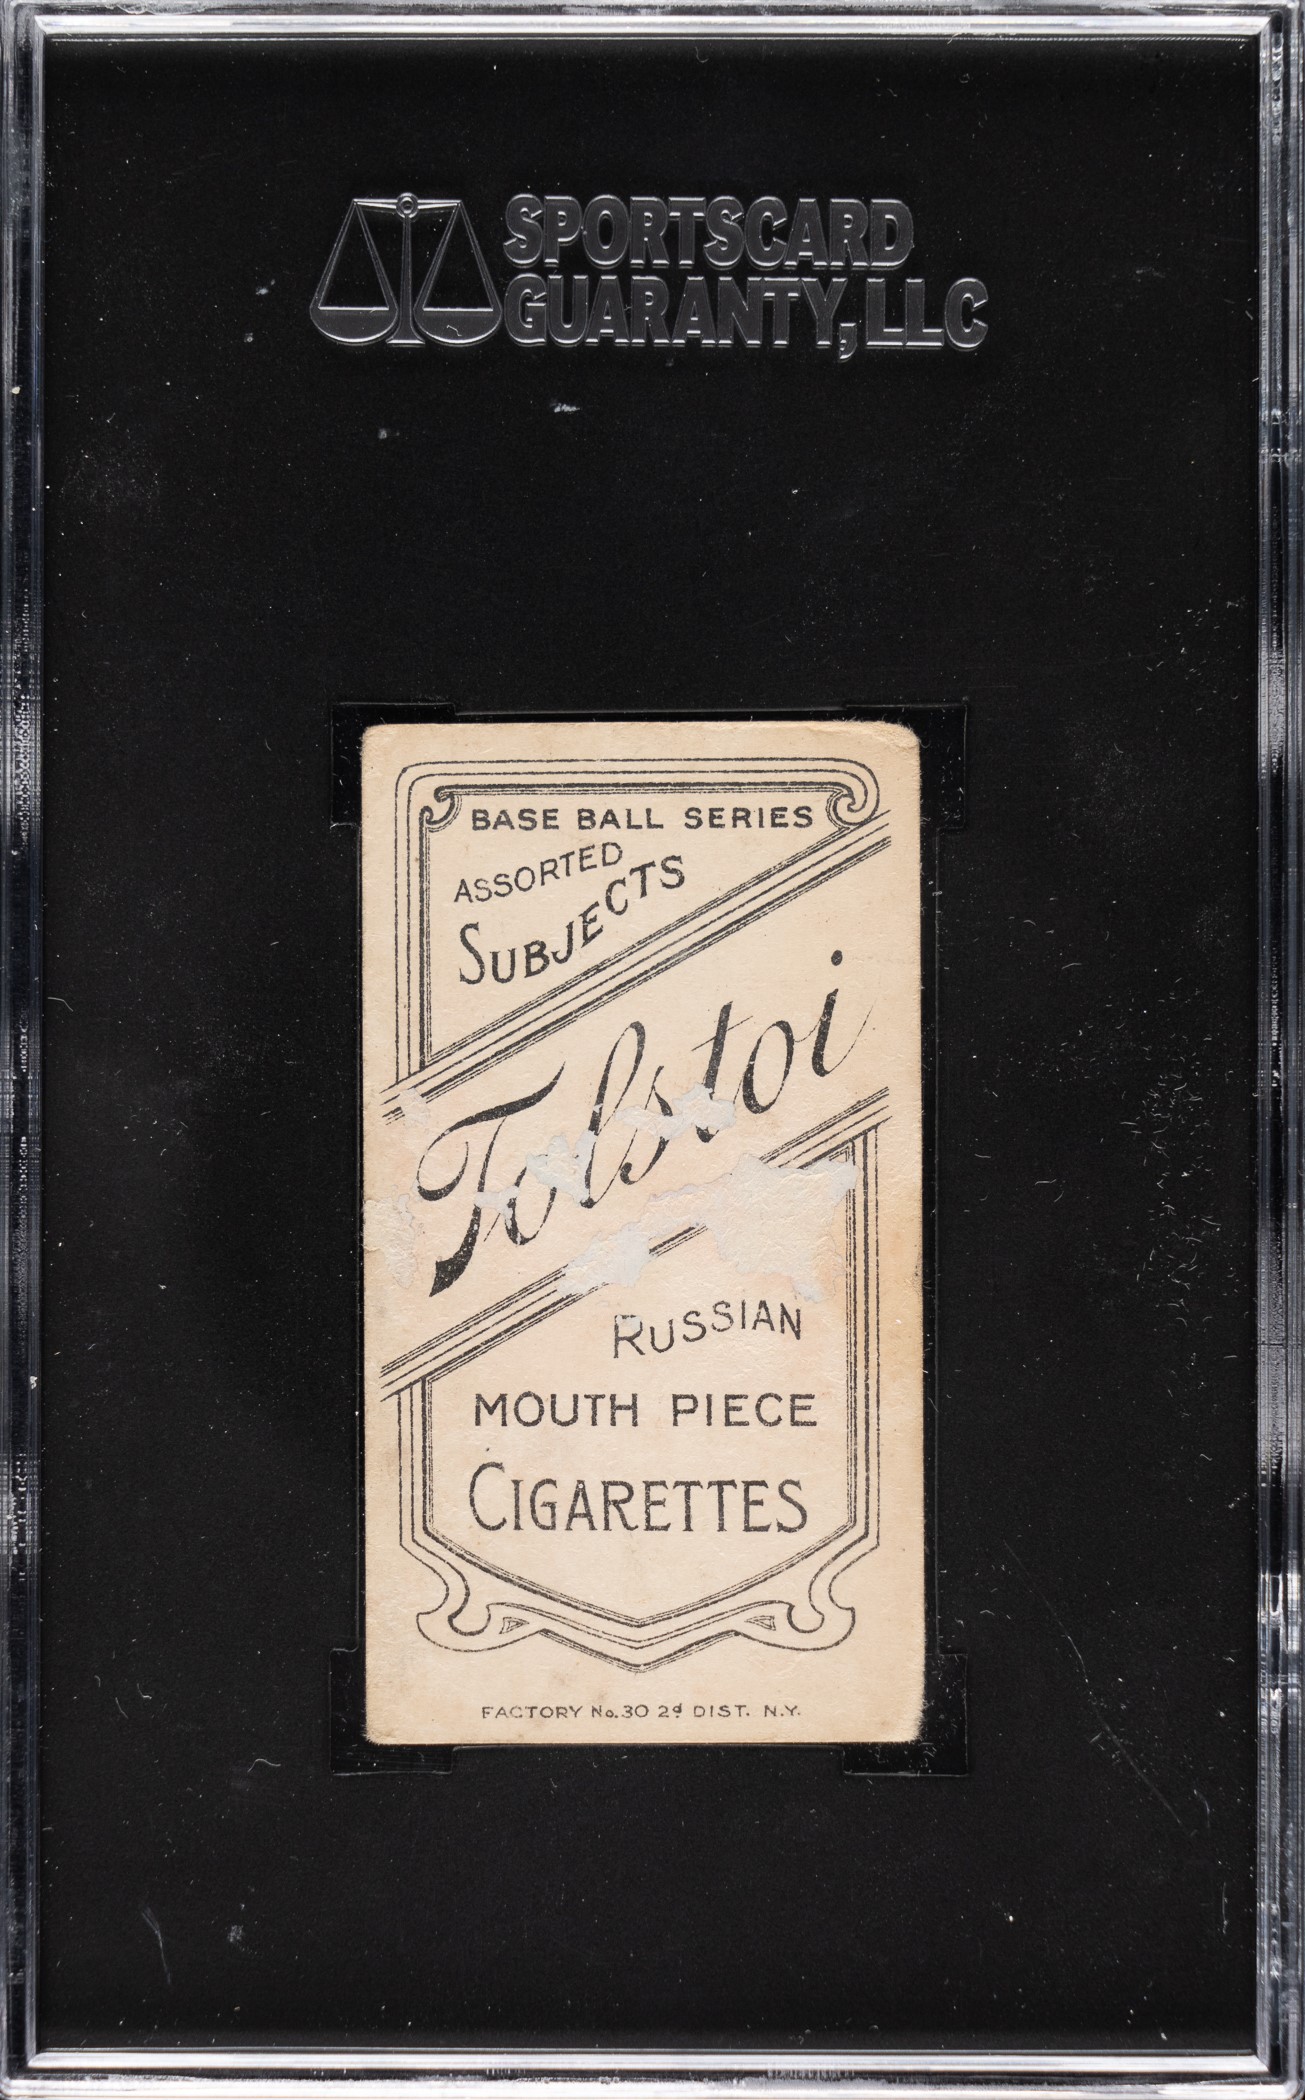 SPORTSCARD
GUARANTY, LLC
BASE BALL SERIES
ASSORTED
SUBJECTS
Tolstoi
RUSSIAN
MOUTH PIECE
CIGARETTES
FACTORY No. 30 2d DIST. N.Y.